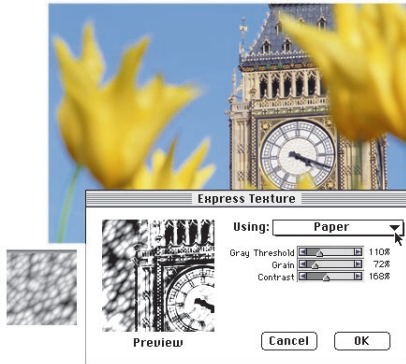 Express Texture
Using: Paper
Gray Threshold 110%
Grain 72%
Contrast 168%
Preview
Cancel OK